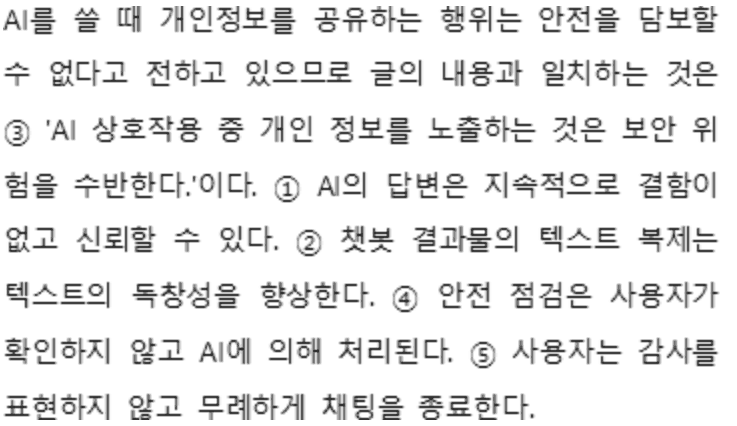 AI를 쓸 때 개인정보를 공유하는 행위는 안전을 담보할
수 없다고 전하고 있으므로 글의 내용과 일치하는 것은
③ 'AI 상호작용 중 개인 정보를 노출하는 것은 보안 위
험을 수반한다.'이다. ① AI의 답변은 지속적으로 결함이
없고 신뢰할 수 있다. ② 챗봇 결과물의 텍스트 복제는
텍스트의 독창성을 향상한다. ④ 안전 점검은 사용자가
확인하지 않고 AI에 의해 처리된다. ⑤ 사용자는 감사를
표현하지 않고 무례하게 채팅을 종료한다.